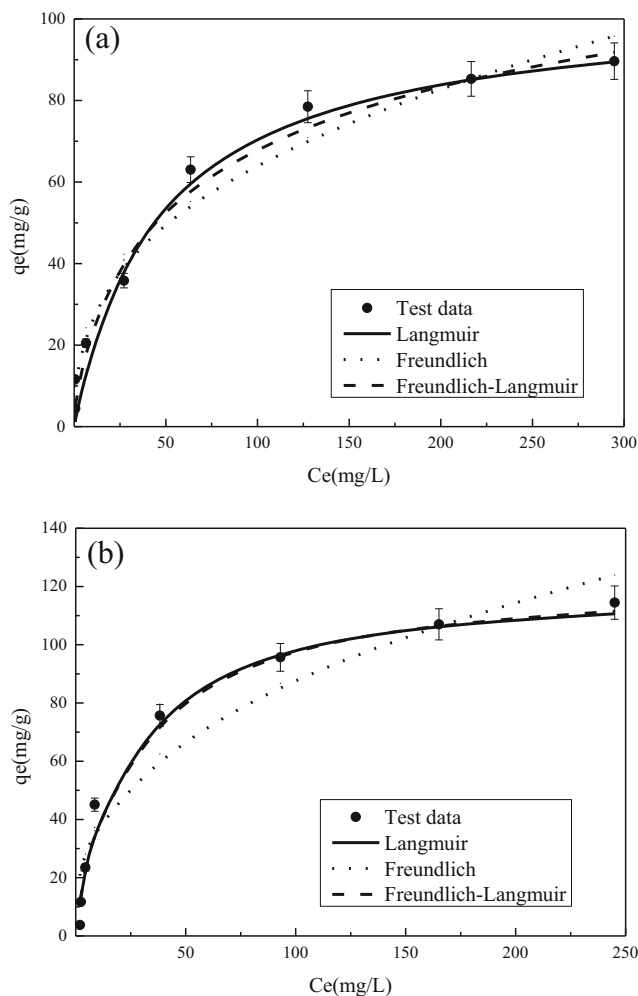 (a)
100
80
60
40
20
0
qe(mg/g)
50 100 150 200 250 300
Ce(mg/L)
Test data
Langmuir
Freundlich
Freundlich-Langmuir
(b)
140
120
100
80
60
40
20
0
qe(mg/g)
50 100 150 200 250
Ce(mg/L)
Test data
Langmuir
Freundlich
Freundlich-Langmuir